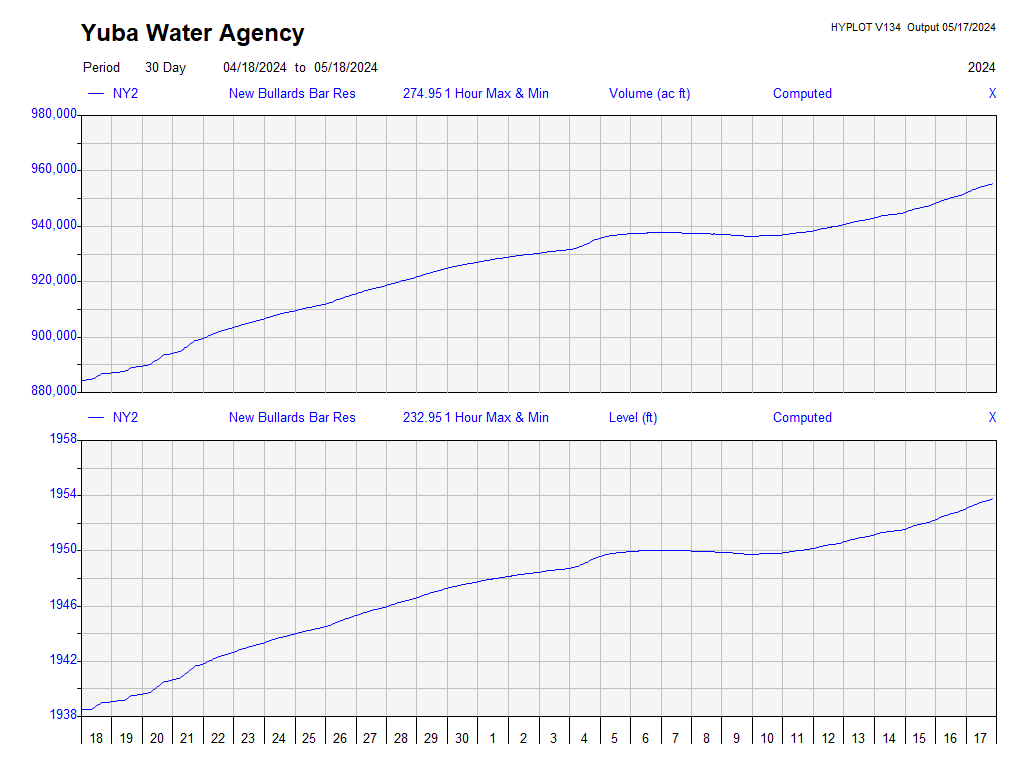 Yuba Water Agency
HYPLOT V134 Output 05/17/2024
Period 30 Day 04/18/2024 to 05/18/2024 2024
NY2 New Bullards Bar Res 274.95 1 Hour Max & Min Volume (ac ft) Computed X
980,000
960,000
940,000
920,000
900,000
880,000
NY2 New Bullards Bar Res 232.95 1 Hour Max & Min Level (ft) Computed X
1958
1954
1950
1946
1942
1938
18 19 20 21 22 23 24 25 26 27 28 29 30 1 2 3 4 5 6 7 8 9 10 11 12 13 14 15 16 17